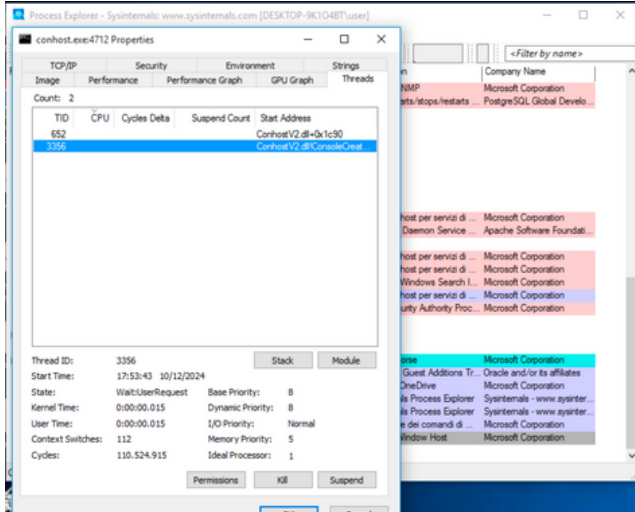 Process Explorer - Sysinternals: www.sysinternals.com [DESKTOP-9K1O4BT\user]
<Filter by name>
Company Name
conhost.exe:4712 Properties
TCP/IP Security Environment Strings
Image Performance Performance Graph GPU Graph Threads
Count: 2
TID CPU Cycles Delta Suspend Count Start Address
652 ConhostV2.dll+0x1c90
3356 ConhostV2.dll!ConsoleCreat...
Thread ID: 3356 Stack Module
Start Time: 17:53:43 10/12/2024
State: Wait:UserRequest Base Priority: 8
Kernel Time: 0:00:00.015 Dynamic Priority: 8
User Time: 0:00:00.015 I/O Priority: Normal
Context Switches: 112 Memory Priority: 5
Cycles: 110.524.915 Ideal Processor: 1
Permissions Kill Suspend
NMP Microsoft Corporation
arts/stops/restarts ... PostgreSQL Global Develo...
host per servizi di ... Microsoft Corporation
Daemon Service ... Apache Software Foundati...
host per servizi di ... Microsoft Corporation
host per servizi di ... Microsoft Corporation
Windows Search I... Microsoft Corporation
host per servizi di ... Microsoft Corporation
urity Authority Proc... Microsoft Corporation
orse Microsoft Corporation
Guest Additions Tr... Oracle and/or its affiliates
OneDrive Microsoft Corporation
ls Process Explorer Sysinternals - www.sysinter...
ls Process Explorer Sysinternals - www.sysinter...
e dei comandi di ... Microsoft Corporation
Window Host Microsoft Corporation